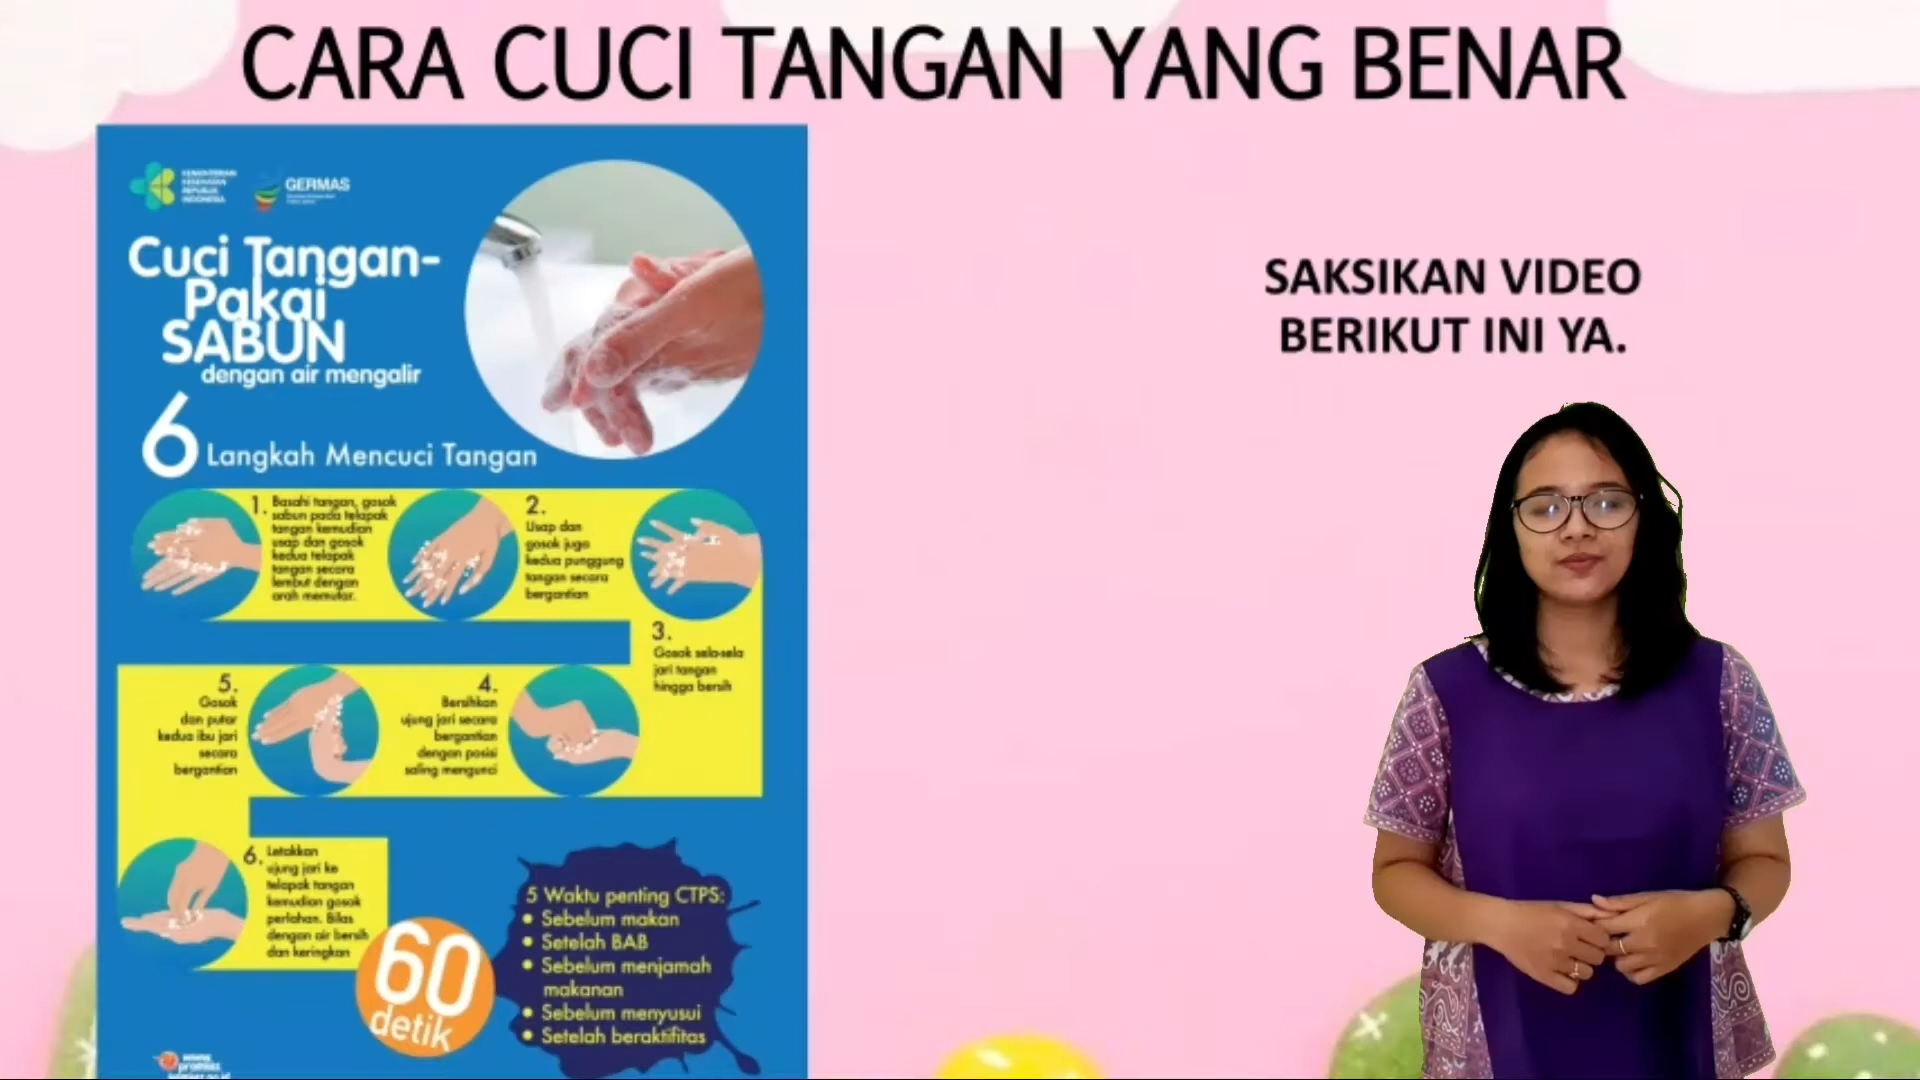 CARA CUCI TANGAN YANG BENAR
KEMENTERIAN
KESEHATAN
REPUBLIK
INDONESIA
GERMAS
Cuci Tangan-
Pakai
SABUN
dengan air mengalir
6 Langkah Mencuci Tangan
1. Basahi tangan, gosok
sabun pada telapak
tangan kemudian
usap dan gosok
kedua telapak
tangan secara
lembut dengan
arah memutar.
2.
Usap dan
gosok juga
kedua punggung
tangan secara
bergantian
3.
Gosok sela-sela
jari tangan
hingga bersih
4.
Bersihkan
ujung jari secara
bergantian
dengan posisi
saling mengunci
5.
Gosok
dan putar
kedua ibu jari
secara
bergantian
6. Letakkan
ujung jari ke
telapak tangan
kemudian gosok
perlahan. Bilas
dengan air bersih
dan keringkan
60
detik
5 Waktu penting CTPS:
• Sebelum makan
• Setelah BAB
• Sebelum menjamah
makanan
• Sebelum menyusui
• Setelah beraktifitas
SAKSIKAN VIDEO
BERIKUT INI YA.